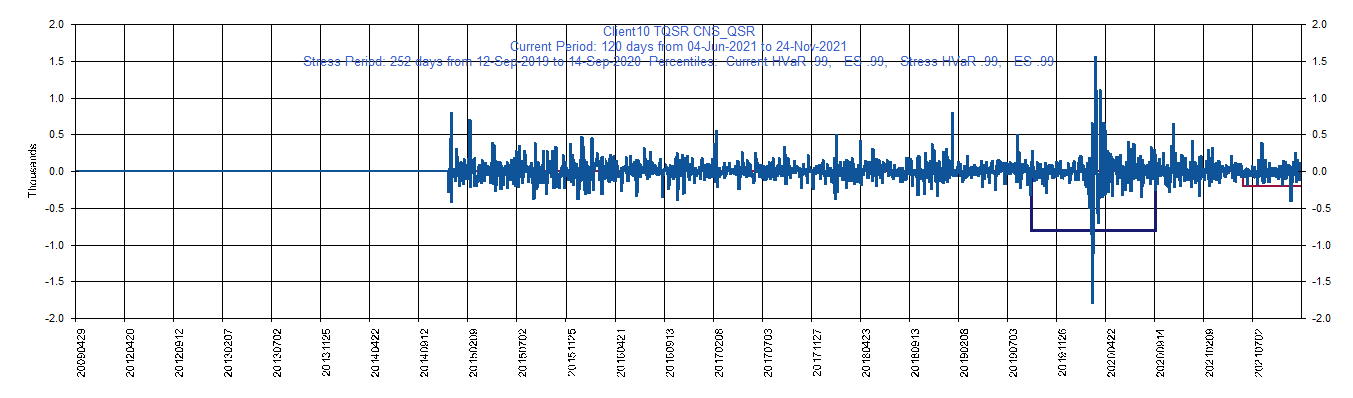 Client10 TQSR CNS_QSR
Current Period: 120 days from 04-Jun-2021 to 24-Nov-2021
Stress Period: 252 days from 12-Sep-2019 to 14-Sep-2020 Percentiles: Current HVaR .99, ES .99, Stress HVaR .99, ES .99
2.0 2.0
1.5 1.5
1.0 1.0
0.5 0.5
0.0 0.0
-0.5 -0.5
-1.0 -1.0
-1.5 -1.5
-2.0 -2.0
Thousands
20090429 20120420 20120912 20130207 20130702 20131125 20140422 20140912 20150209 20150702 20151125 20160421 20160913 20170208 20170703 20171127 20180423 20180913 20190208 20190703 20191126 20200422 20200914 20210209 20210702